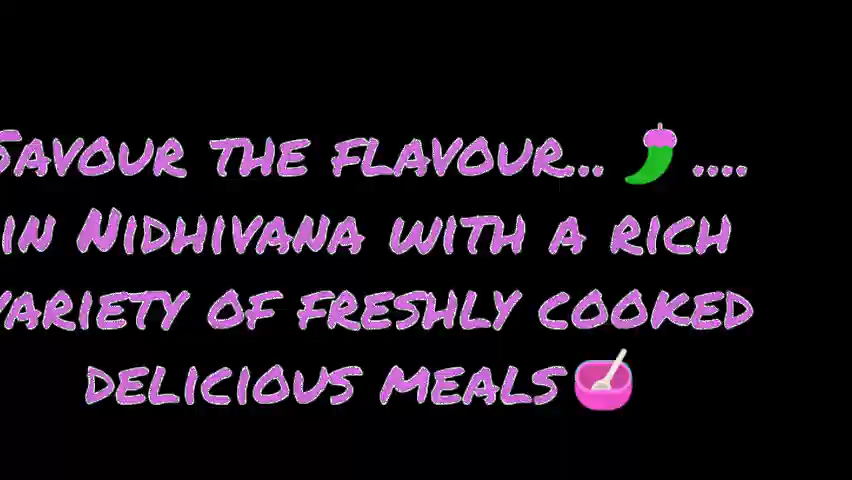 Savour the flavour... 🌶 ....
in Nidhivana with a rich
variety of freshly cooked
delicious meals 🥣